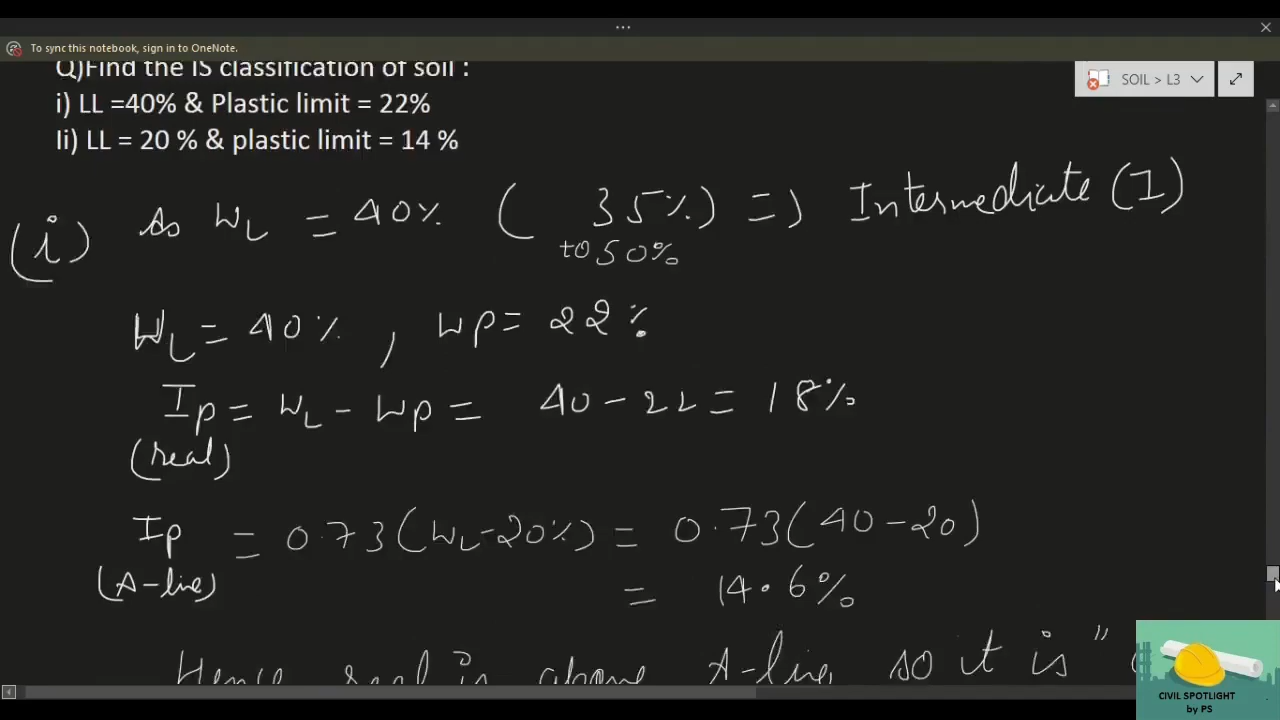 To sync this notebook, sign in to OneNote.
Q)Find the IS classification of soil :
SOIL > L3
i) LL =40% & Plastic limit = 22%
Ii) LL = 20 % & plastic limit = 14 %
(i) As WL = 40% ( 35% ) => Intermediate (I)
to 50%
WL = 40% , Wp = 22%
Ip = WL - Wp = 40 - 22 = 18%
(real)
Ip = 0.73 (WL - 20%) = 0.73 (40 - 20)
(A-line) = 14.6%
Hence real is above A-line, so it is "
CIVIL SPOTLIGHT
by PS